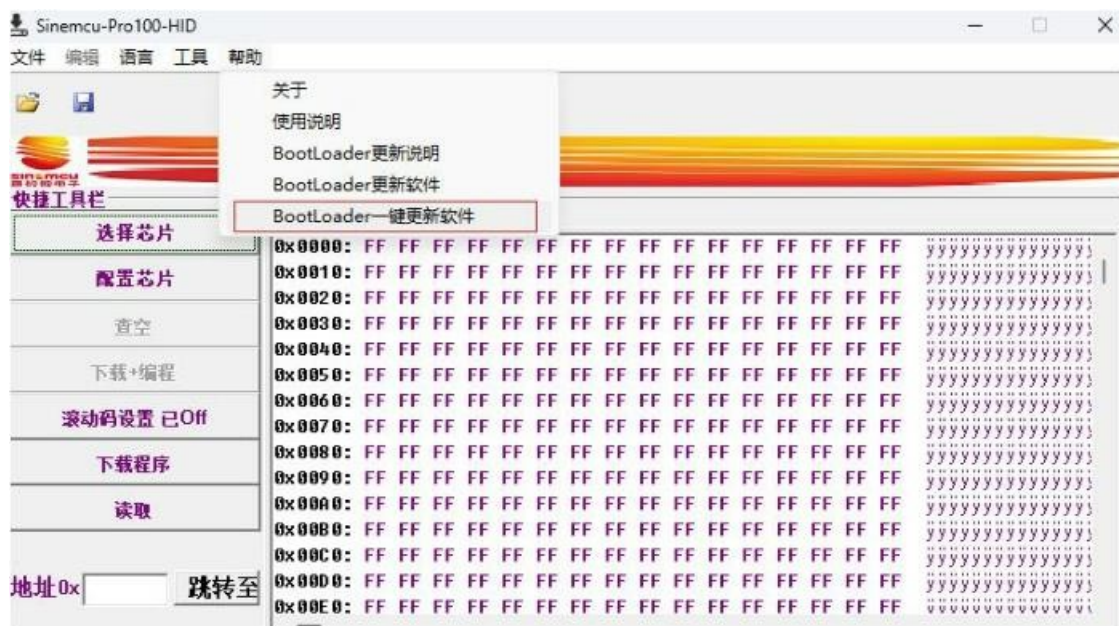 Sinemcu-Pro100-HID
文件 编辑 语言 工具 帮助
关于
使用说明
BootLoader更新说明
BootLoader更新软件
BootLoader一键更新软件
sinomcu
快捷工具栏
选择芯片
配置芯片
查空
下载+编程
滚动码设置 已Off
下载程序
读取
地址0x
跳转至
0x0000: FF FF FF FF FF FF FF FF FF FF FF FF FF FF FF FF ÿÿÿÿÿÿÿÿÿÿÿÿÿÿÿ
0x0010: FF FF FF FF FF FF FF FF FF FF FF FF FF FF FF FF ÿÿÿÿÿÿÿÿÿÿÿÿÿÿÿ
0x0020: FF FF FF FF FF FF FF FF FF FF FF FF FF FF FF FF ÿÿÿÿÿÿÿÿÿÿÿÿÿÿÿ
0x0030: FF FF FF FF FF FF FF FF FF FF FF FF FF FF FF FF ÿÿÿÿÿÿÿÿÿÿÿÿÿÿÿ
0x0040: FF FF FF FF FF FF FF FF FF FF FF FF FF FF FF FF ÿÿÿÿÿÿÿÿÿÿÿÿÿÿÿ
0x0050: FF FF FF FF FF FF FF FF FF FF FF FF FF FF FF FF ÿÿÿÿÿÿÿÿÿÿÿÿÿÿÿ
0x0060: FF FF FF FF FF FF FF FF FF FF FF FF FF FF FF FF ÿÿÿÿÿÿÿÿÿÿÿÿÿÿÿ
0x0070: FF FF FF FF FF FF FF FF FF FF FF FF FF FF FF FF ÿÿÿÿÿÿÿÿÿÿÿÿÿÿÿ
0x0080: FF FF FF FF FF FF FF FF FF FF FF FF FF FF FF FF ÿÿÿÿÿÿÿÿÿÿÿÿÿÿÿ
0x0090: FF FF FF FF FF FF FF FF FF FF FF FF FF FF FF FF ÿÿÿÿÿÿÿÿÿÿÿÿÿÿÿ
0x00A0: FF FF FF FF FF FF FF FF FF FF FF FF FF FF FF FF ÿÿÿÿÿÿÿÿÿÿÿÿÿÿÿ
0x00B0: FF FF FF FF FF FF FF FF FF FF FF FF FF FF FF FF ÿÿÿÿÿÿÿÿÿÿÿÿÿÿÿ
0x00C0: FF FF FF FF FF FF FF FF FF FF FF FF FF FF FF FF ÿÿÿÿÿÿÿÿÿÿÿÿÿÿÿ
0x00D0: FF FF FF FF FF FF FF FF FF FF FF FF FF FF FF FF ÿÿÿÿÿÿÿÿÿÿÿÿÿÿÿ
0x00E0: FF FF FF FF FF FF FF FF FF FF FF FF FF FF FF FF ÿÿÿÿÿÿÿÿÿÿÿÿÿÿÿ